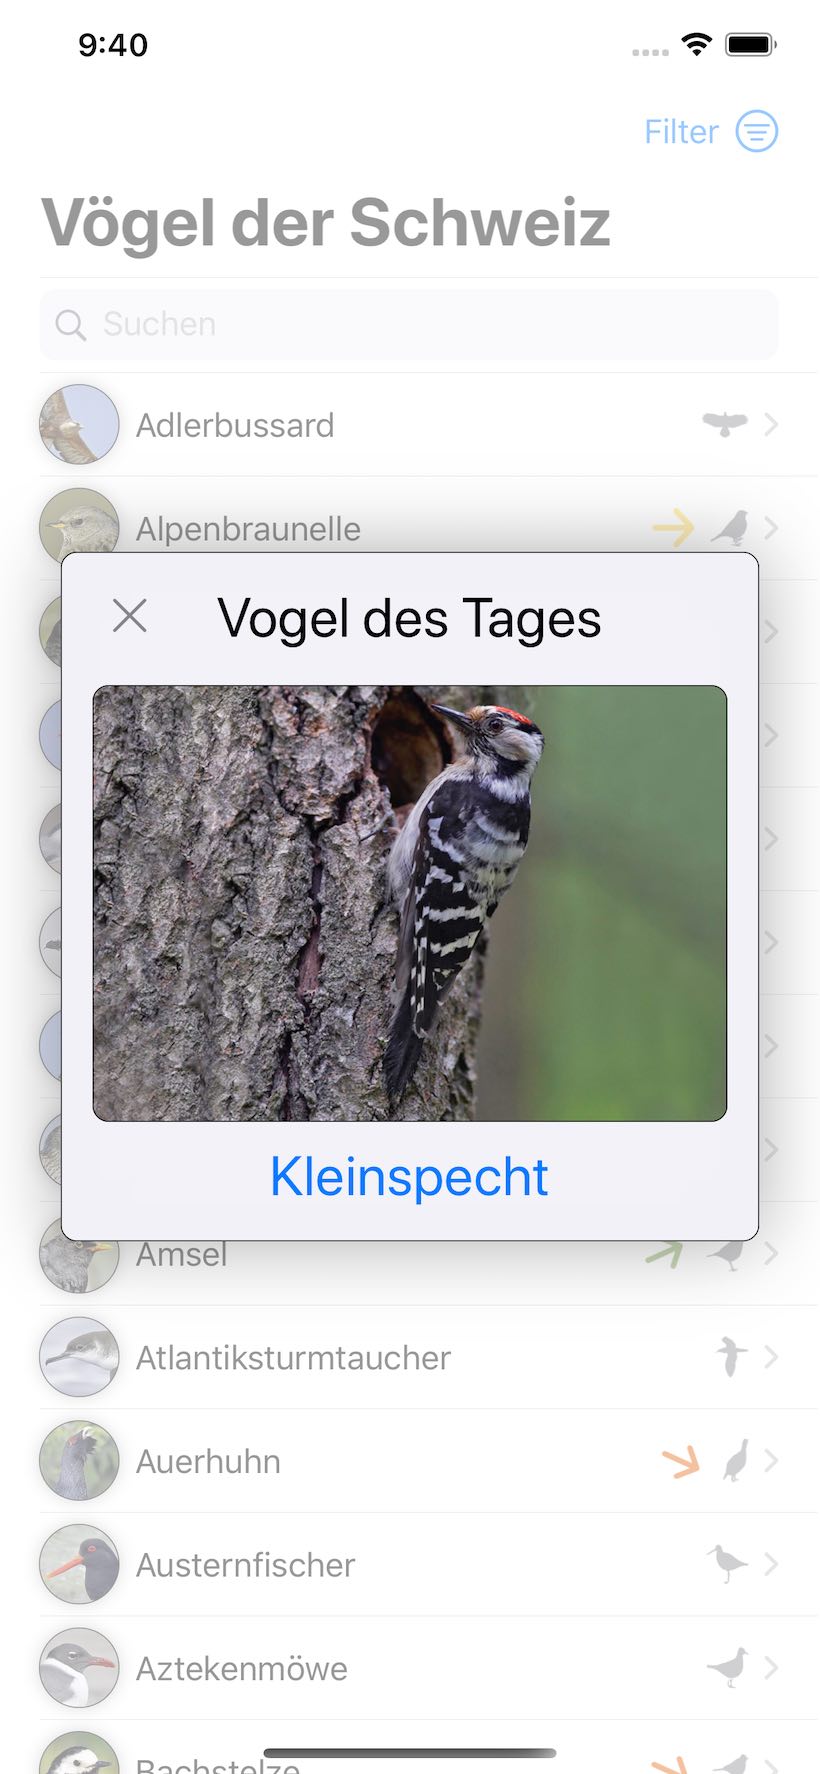 9:40
Filter
Vögel der Schweiz
Suchen
Adlerbussard
Alpenbraunelle
Vogel des Tages
Kleinspecht
Amsel
Atlantiksturmtaucher
Auerhuhn
Austernfischer
Aztekenmöwe
Bachstelze